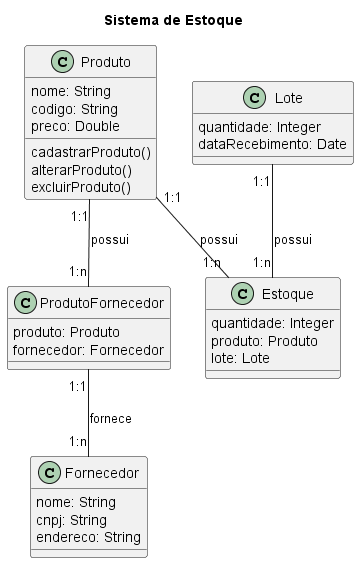 Sistema de Estoque
C Produto
nome: String
codigo: String
preco: Double
cadastrarProduto()
alterarProduto()
excluirProduto()
C Lote
quantidade: Integer
dataRecebimento: Date
1:1
1:1
1:1
possui
possui
possui
1:n
1:n
1:n
C ProdutoFornecedor
produto: Produto
fornecedor: Fornecedor
C Estoque
quantidade: Integer
produto: Produto
lote: Lote
1:1
fornece
1:n
C Fornecedor
nome: String
cnpj: String
endereco: String